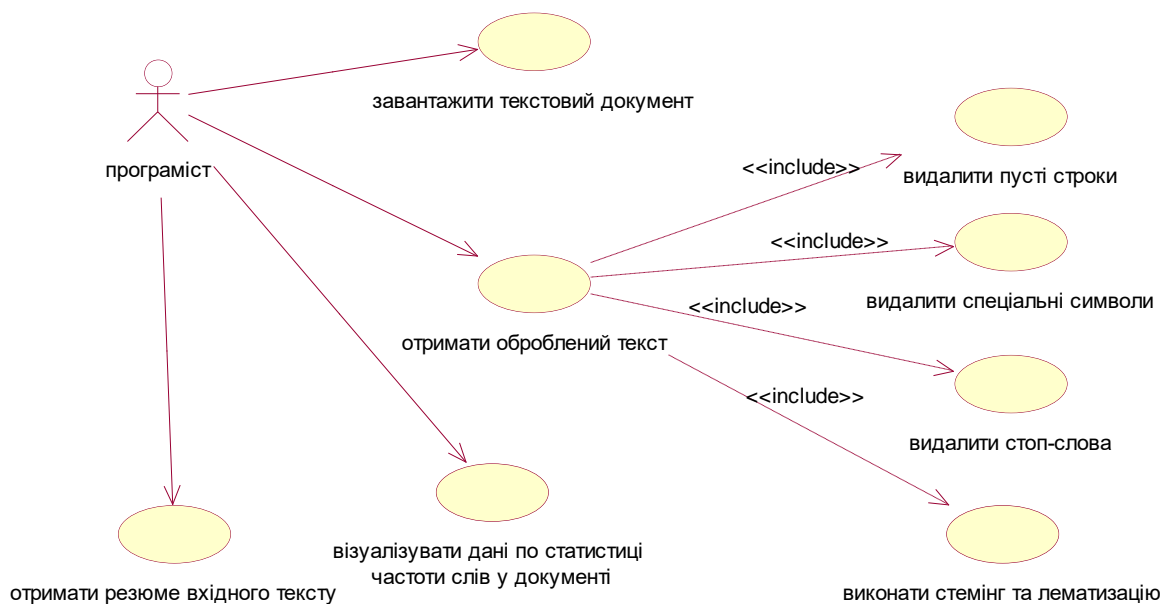 завантажити текстовий документ
програміст
<<include>>
видалити пусті строки
<<include>>
видалити спеціальні символи
<<include>>
отримати оброблений текст
<<include>>
видалити стоп-слова
візуалізувати дані по статистиці
частоти слів у документі
отримати резюме вхідного тексту
виконати стемінг та лематизацію